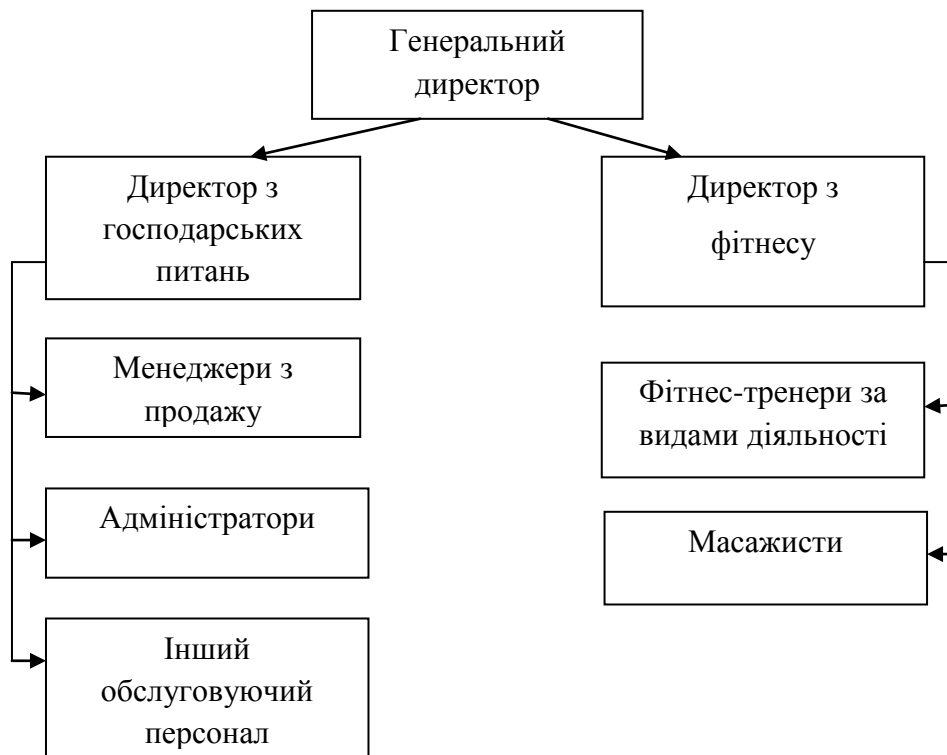 Генеральний
директор
Директор з
господарських
питань
Директор з
фітнесу
Менеджери з
продажу
Фітнес-тренери за
видами діяльності
Адміністратори
Масажисти
Інший
обслуговуючий
персонал